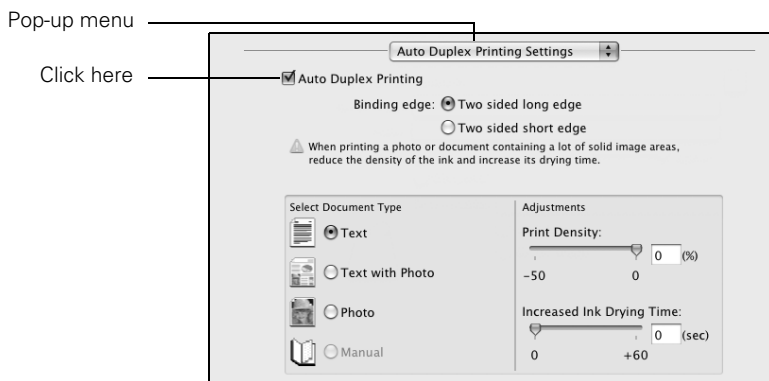 Pop-up menu
Auto Duplex Printing Settings
Click here
Auto Duplex Printing
Binding edge: Two sided long edge
Two sided short edge
When printing a photo or document containing a lot of solid image areas,
reduce the density of the ink and increase its drying time.
Select Document Type
Text
Text with Photo
Photo
Manual
Adjustments
Print Density:
0 (%)
-50 0
Increased Ink Drying Time:
0 (sec)
0 +60